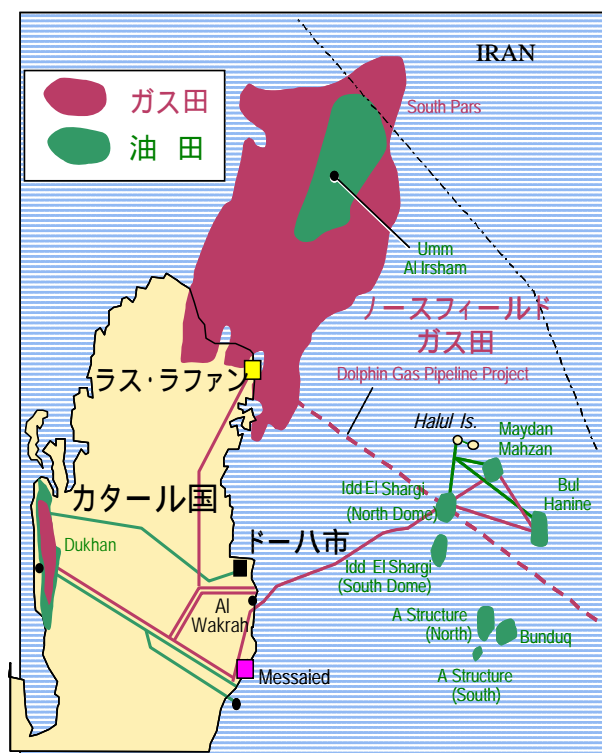 IRAN
ガス田
油 田
South Pars
Umm
Al Irsham
ノースフィールド
ガス田
ラス・ラファン
Dolphin Gas Pipeline Project
Halul Is.
Maydan
Mahzan
Idd El Shargi
(North Dome)
Bul
Hanine
カタール国
Dukhan
ドーハ市
Idd El Shargi
(South Dome)
Al
Wakrah
A Structure
(North)
Bunduq
Messaied
A Structure
(South)